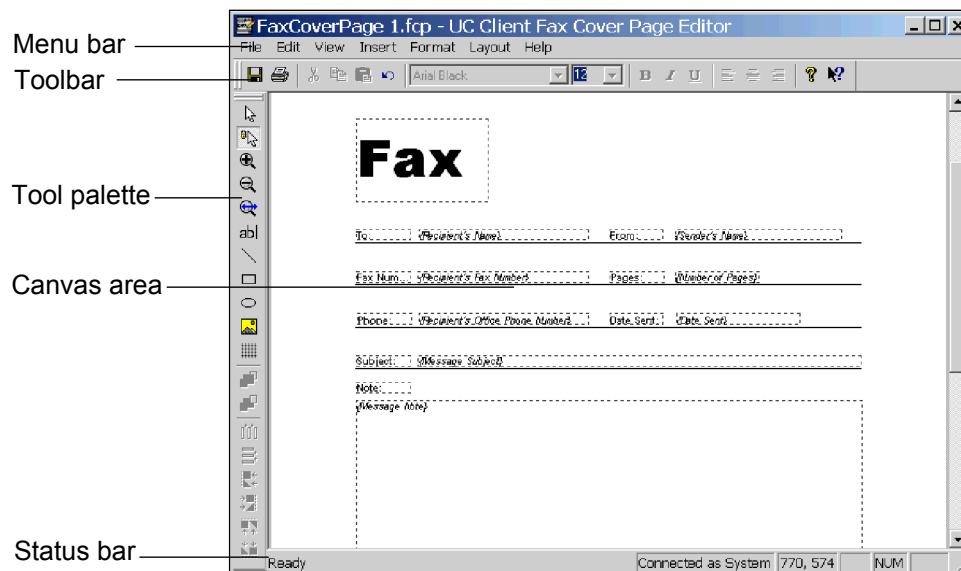 FaxCoverPage 1.fcp - UC Client Fax Cover Page Editor
Menu bar
File Edit View Insert Format Layout Help
Toolbar
Arial Black 12 B I U
Fax
Tool palette
ab|
To: {Recipient's Name} From: {Sender's Name}
Canvas area
Fax Num.. {Recipient's Fax Number} Pages: {Number of Pages}
Phone: {Recipient's Office Phone Number} Date Sent: {Date Sent}
Subject: {Message Subject}
Note:
{Message Note}
Status bar
Ready Connected as System 770, 574 NUM